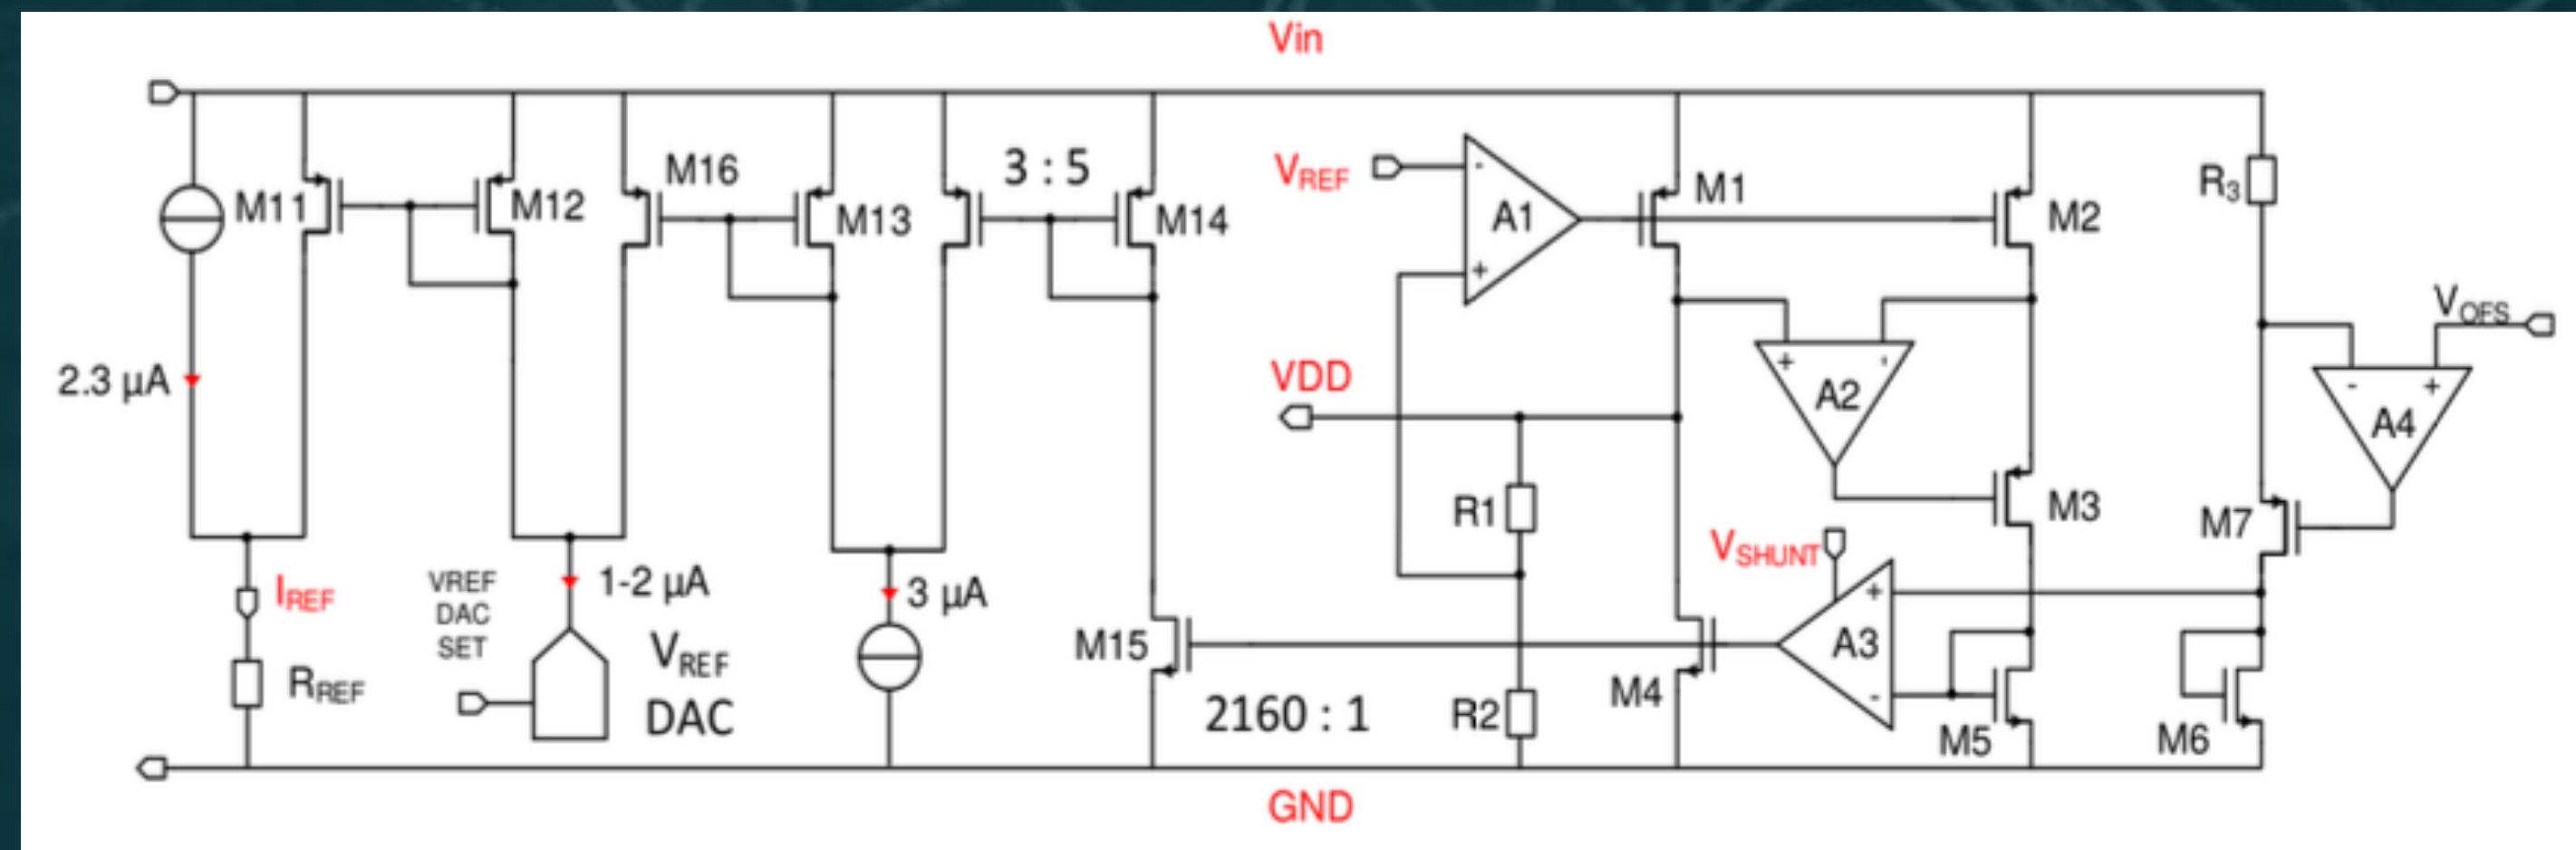 Vin
M16
3 : 5
VREF
-
M1
R3
M11
M12
M13
M14
A1
M2
+
VOFS
2.3 µA
VDD
+
-
A2
-
+
A4
R1
M3
VSHUNT
M7
IREF
VREF
DAC
SET
1-2 µA
3 µA
+
M15
A3
RREF
VREF
DAC
2160 : 1
R2
M4
-
M5
M6
GND